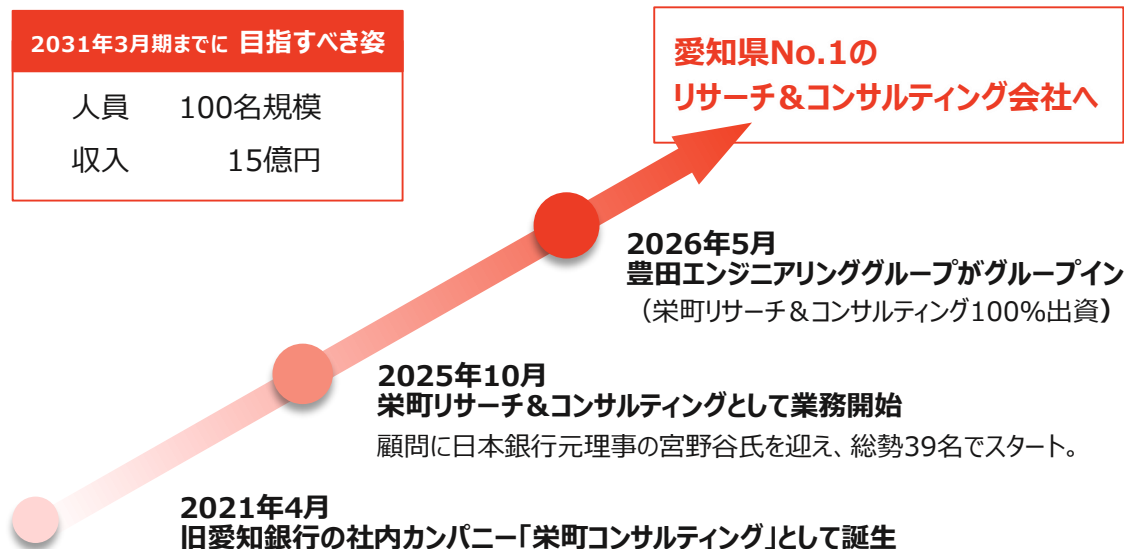 2031年3月期までに 目指すべき姿
人員 100名規模
収入 15億円
愛知県No.1の
リサーチ＆コンサルティング会社へ
2026年5月
豊田エンジニアリンググループがグループイン
（栄町リサーチ＆コンサルティング100%出資）
2025年10月
栄町リサーチ＆コンサルティングとして業務開始
顧問に日本銀行元理事の宮野谷氏を迎え、総勢39名でスタート。
2021年4月
旧愛知銀行の社内カンパニー「栄町コンサルティング」として誕生